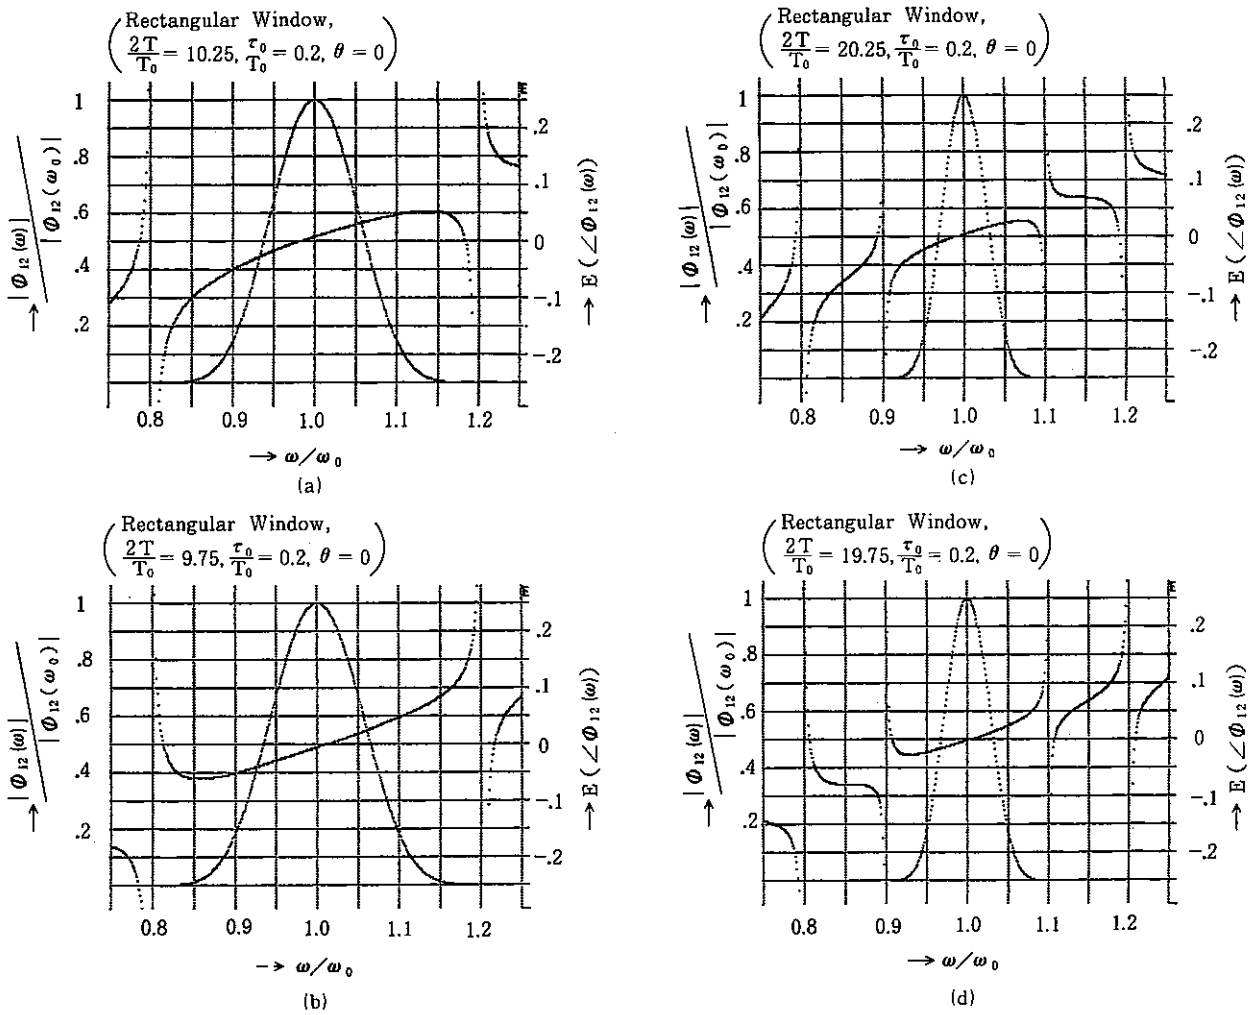 Rectangular Window,
2T/T₀ = 10.25, τ₀/T₀ = 0.2, θ = 0
1
.8
.6
.4
.2
→ |Φ₁₂(ω)| / |Φ₁₂(ω₀)|
.2
.1
0
-.1
-.2
→ E(∠Φ₁₂(ω))
0.8 0.9 1.0 1.1 1.2
→ ω/ω₀
(a)
Rectangular Window,
2T/T₀ = 20.25, τ₀/T₀ = 0.2, θ = 0
1
.8
.6
.4
.2
→ |Φ₁₂(ω)| / |Φ₁₂(ω₀)|
.2
.1
0
-.1
-.2
→ E(∠Φ₁₂(ω))
0.8 0.9 1.0 1.1 1.2
→ ω/ω₀
(c)
Rectangular Window,
2T/T₀ = 9.75, τ₀/T₀ = 0.2, θ = 0
1
.8
.6
.4
.2
→ |Φ₁₂(ω)| / |Φ₁₂(ω₀)|
.2
.1
0
-.1
-.2
→ E(∠Φ₁₂(ω))
0.8 0.9 1.0 1.1 1.2
→ ω/ω₀
(b)
Rectangular Window,
2T/T₀ = 19.75, τ₀/T₀ = 0.2, θ = 0
1
.8
.6
.4
.2
→ |Φ₁₂(ω)| / |Φ₁₂(ω₀)|
.2
.1
0
-.1
-.2
→ E(∠Φ₁₂(ω))
0.8 0.9 1.0 1.1 1.2
→ ω/ω₀
(d)